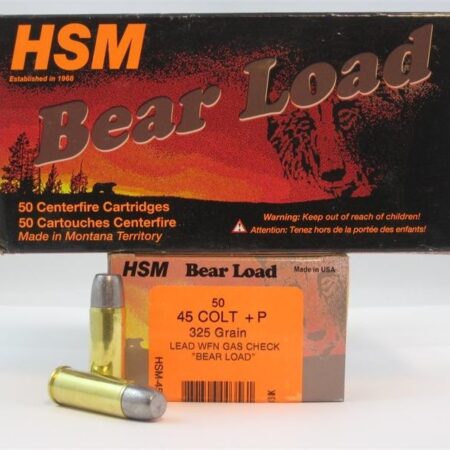 HSM
Established in 1968
Bear Load
50 Centerfire Cartridges
50 Cartouches Centerfire
Made in Montana Territory
Warning: Keep out of reach of children!
Attention: Tenez hors de la portée des enfants!
HSM Bear Load Made in USA
50
45 COLT +P
325 Grain
LEAD WFN GAS CHECK
"BEAR LOAD"